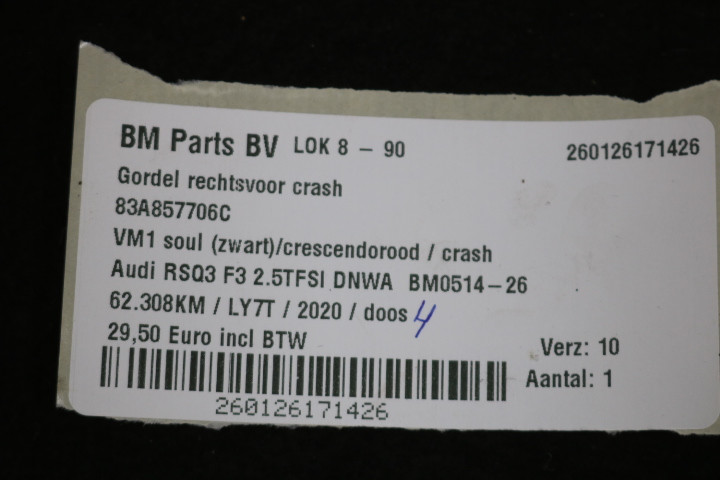 BM Parts BV LOK 8 - 90 260126171426
Gordel rechtsvoor crash
83A857706C
VM1 soul (zwart)/crescendorood / crash
Audi RSQ3 F3 2.5TFSI DNWA BM0514-26
62.308KM / LY7T / 2020 / doos 4
29,50 Euro incl BTW
Verz: 10
Aantal: 1
260126171426